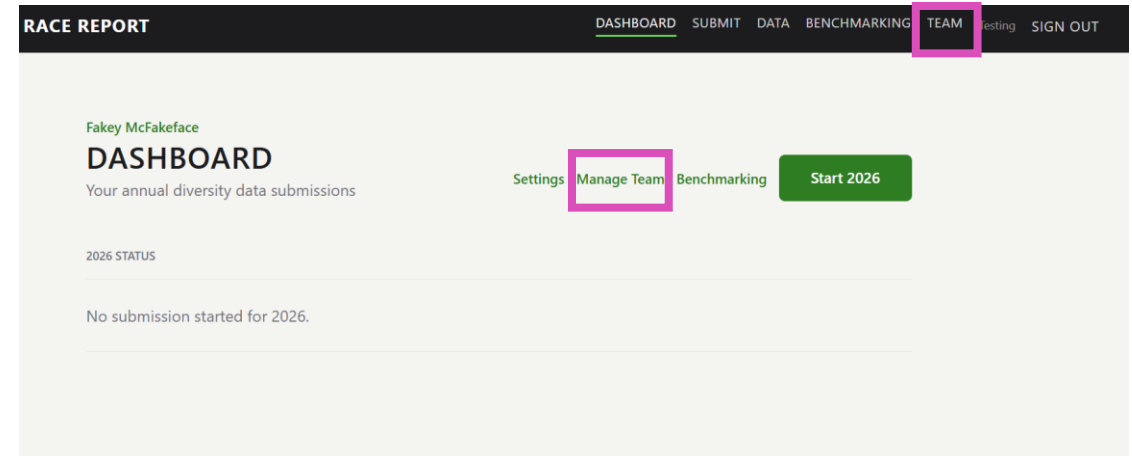 RACE REPORT
DASHBOARD SUBMIT DATA BENCHMARKING TEAM Testing SIGN OUT
Fakey McFakeface
DASHBOARD
Your annual diversity data submissions
Settings Manage Team Benchmarking Start 2026
2026 STATUS
No submission started for 2026.